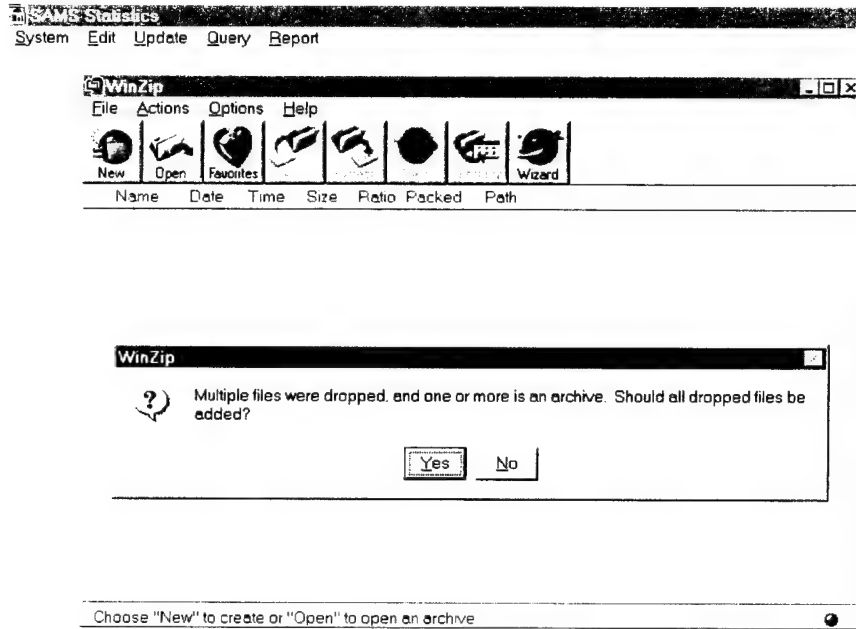 SAMS Statistics
System Edit Update Query Report
WinZip
File Actions Options Help
New Open Favorites Wizard
Name Date Time Size Ratio Packed Path
WinZip
Multiple files were dropped, and one or more is an archive. Should all dropped files be
added?
Yes No
Choose "New" to create or "Open" to open an archive